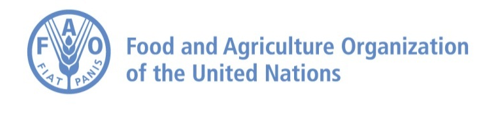 FAO
FIAT PANIS
Food and Agriculture Organization
of the United Nations